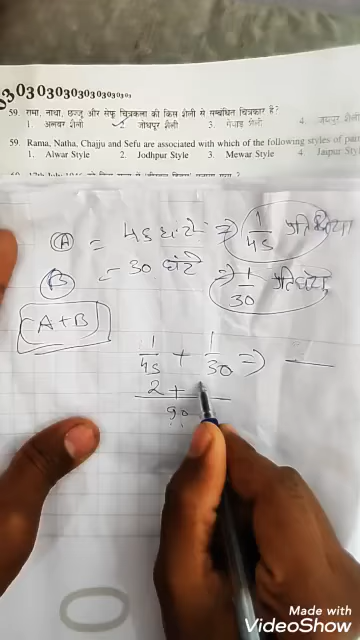 030303030303030303030303
59. रामा, नाथा, छज्जू और सेफू चित्रकला की किस शैली से सम्बंधित चित्रकार है?
1 अलवर शैली 2. जोधपुर शैली 3. मेवाड़ शैली 4. जयपुर शैली
59. Rama, Natha, Chajju and Sefu are associated with which of the following styles of pain
1. Alwar Style 2. Jodhpur Style 3. Mewar Style 4. Jaipur Styl
(A) = 45 घंटे ⇒ 1/45 प्रति
(B) - 30 घंटे ⇒ 1/30 प्रति घंटे
A+B
1/45 + 1/30 ⇒ —
2 +
90
Made with
VideoShow